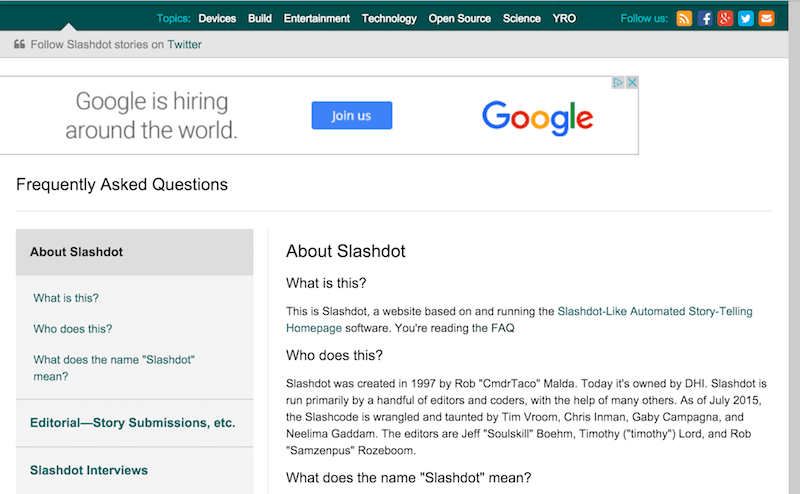 Topics: Devices Build Entertainment Technology Open Source Science YRO Follow us:
Follow Slashdot stories on Twitter
Google is hiring
around the world.
Join us
Google
Frequently Asked Questions
About Slashdot
What is this?
Who does this?
What does the name "Slashdot"
mean?
Editorial—Story Submissions, etc.
Slashdot Interviews
About Slashdot
What is this?
This is Slashdot, a website based on and running the Slashdot-Like Automated Story-Telling
Homepage software. You're reading the FAQ
Who does this?
Slashdot was created in 1997 by Rob "CmdrTaco" Malda. Today it's owned by DHI. Slashdot is
run primarily by a handful of editors and coders, with the help of many others. As of July 2015,
the Slashcode is wrangled and taunted by Tim Vroom, Chris Inman, Gaby Campagna, and
Neelima Gaddam. The editors are Jeff "Soulskill" Boehm, Timothy ("timothy") Lord, and Rob
"Samzenpus" Rozeboom.
What does the name "Slashdot" mean?